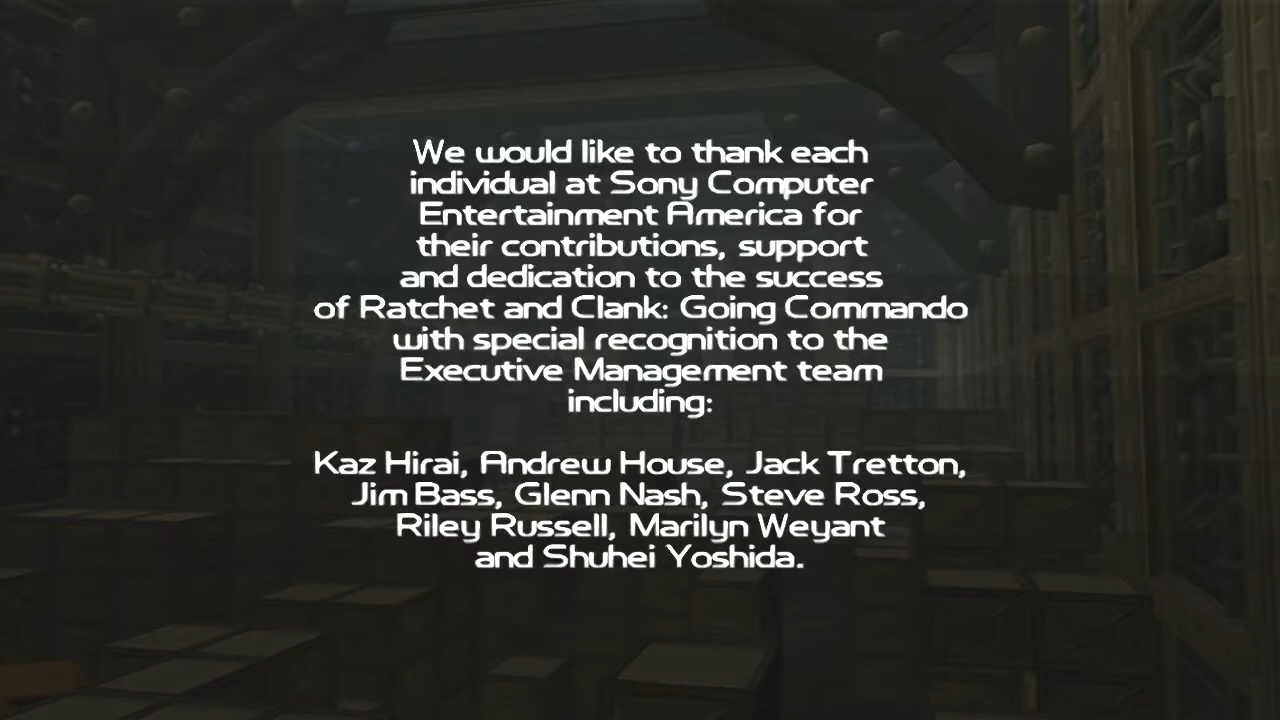 We would like to thank each
individual at Sony Computer
Entertainment America for
their contributions, support
and dedication to the success
of Ratchet and Clank: Going Commando
with special recognition to the
Executive Management team
including:
Kaz Hirai, Andrew House, Jack Tretton,
Jim Bass, Glenn Nash, Steve Ross,
Riley Russell, Marilyn Weyant
and Shuhei Yoshida.